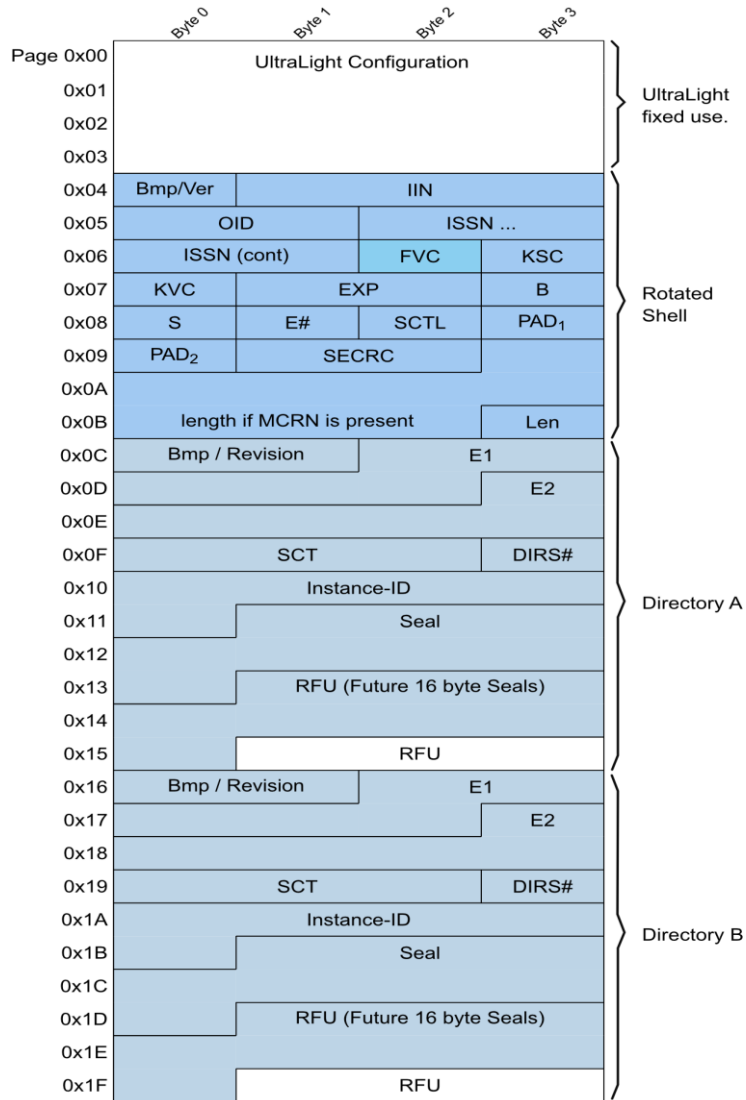 Byte 0 Byte 1 Byte 2 Byte 3
Page 0x00 UltraLight Configuration
0x01 UltraLight
fixed use.
0x02
0x03
0x04 Bmp/Ver IIN
0x05 OID ISSN ...
0x06 ISSN (cont) FVC KSC
0x07 KVC EXP B
Rotated
Shell
0x08 S E# SCTL PAD₁
0x09 PAD₂ SECRC
0x0A
0x0B length if MCRN is present Len
0x0C Bmp / Revision E1
0x0D E2
0x0E
0x0F SCT DIRS#
0x10 Instance-ID
0x11 Seal
Directory A
0x12
0x13 RFU (Future 16 byte Seals)
0x14
0x15 RFU
0x16 Bmp / Revision E1
0x17 E2
0x18
0x19 SCT DIRS#
0x1A Instance-ID
0x1B Seal
Directory B
0x1C
0x1D RFU (Future 16 byte Seals)
0x1E
0x1F RFU